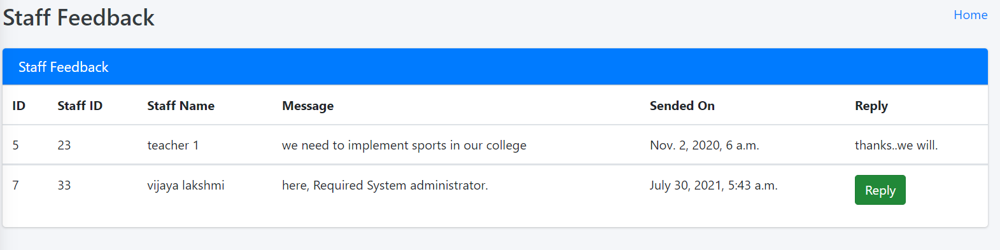 Staff Feedback
Home
Staff Feedback
ID Staff ID Staff Name Message Sended On Reply
5 23 teacher 1 we need to implement sports in our college Nov. 2, 2020, 6 a.m. thanks..we will.
7 33 vijaya lakshmi here, Required System administrator. July 30, 2021, 5:43 a.m. Reply